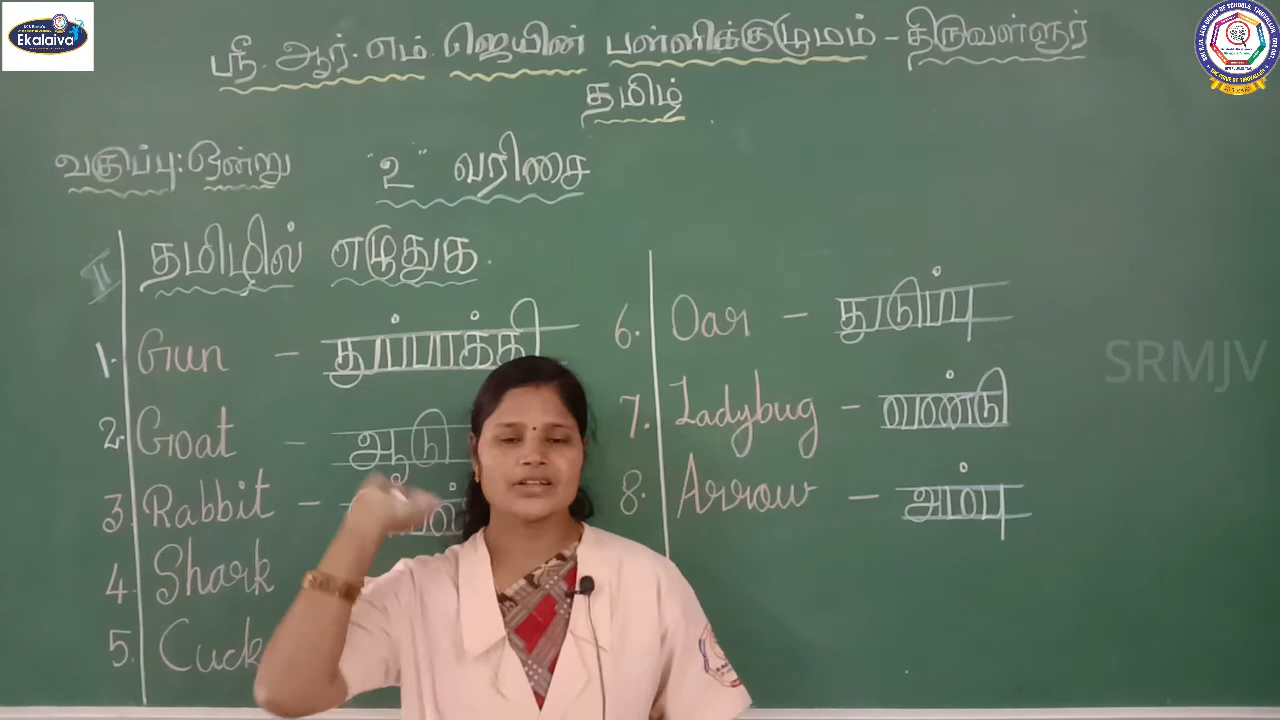 Ekalaiva
ஸ்ரீ.ஆர்.எம். ஜெயின் பள்ளிக்குழுமம் - திருவள்ளூர்
தமிழ்
வகுப்பு: ஒன்று
"உ" வரிசை
II தமிழில் எழுதுக.
1. Gun - துப்பாக்கி
2. Goat - ஆடு
3. Rabbit -
4. Shark
5. Cuck
6. Oar - துடுப்பு
7. Ladybug - வண்டு
8. Arrow - அம்பு
SRMJV